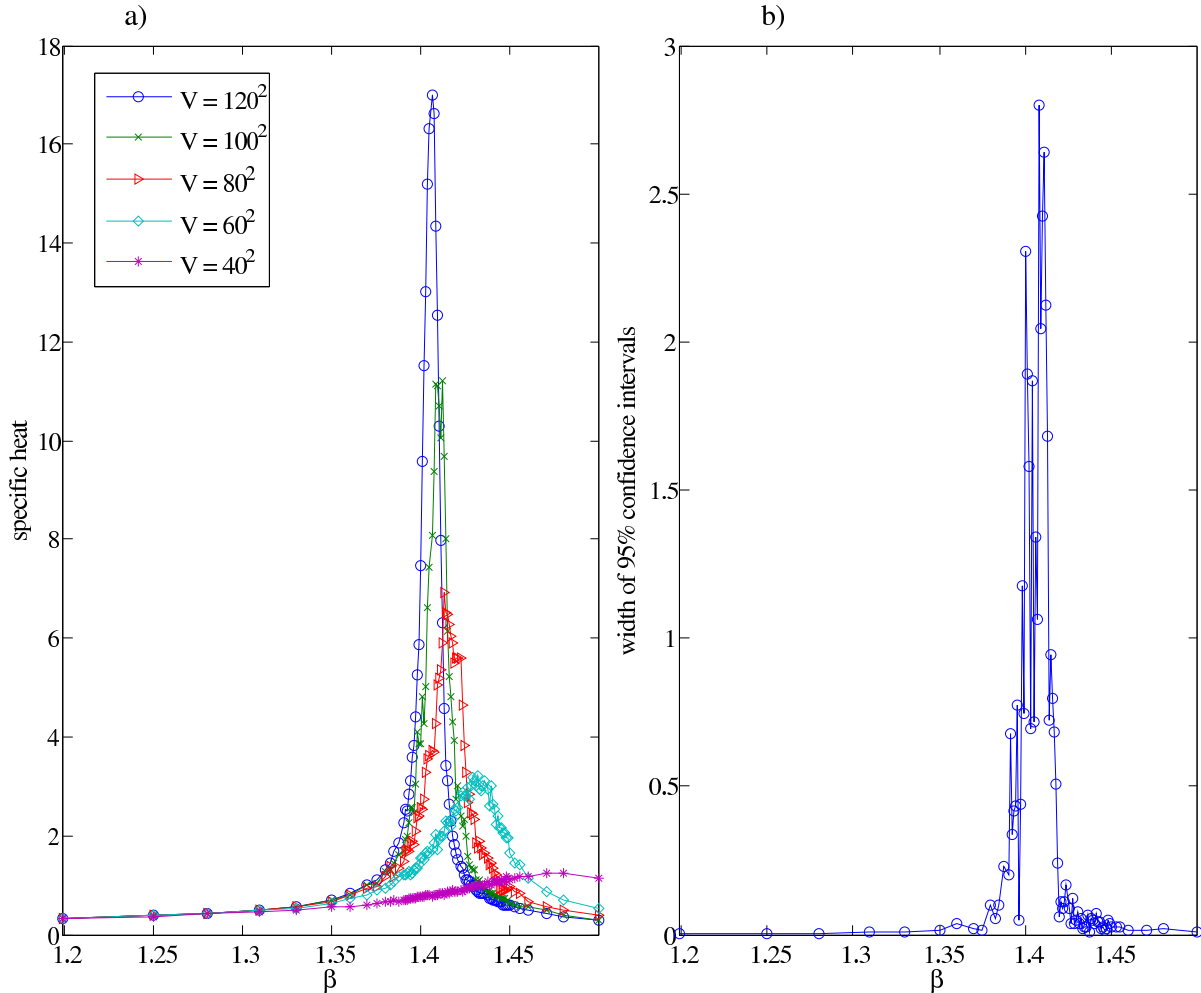 a)
18
16
14
12
10
8
6
4
2
0
specific heat
V = 120²
V = 100²
V = 80²
V = 60²
V = 40²
1.2 1.25 1.3 1.35 1.4 1.45
β
b)
3
2.5
2
1.5
1
0.5
0
width of 95% confidence intervals
1.2 1.25 1.3 1.35 1.4 1.45
β